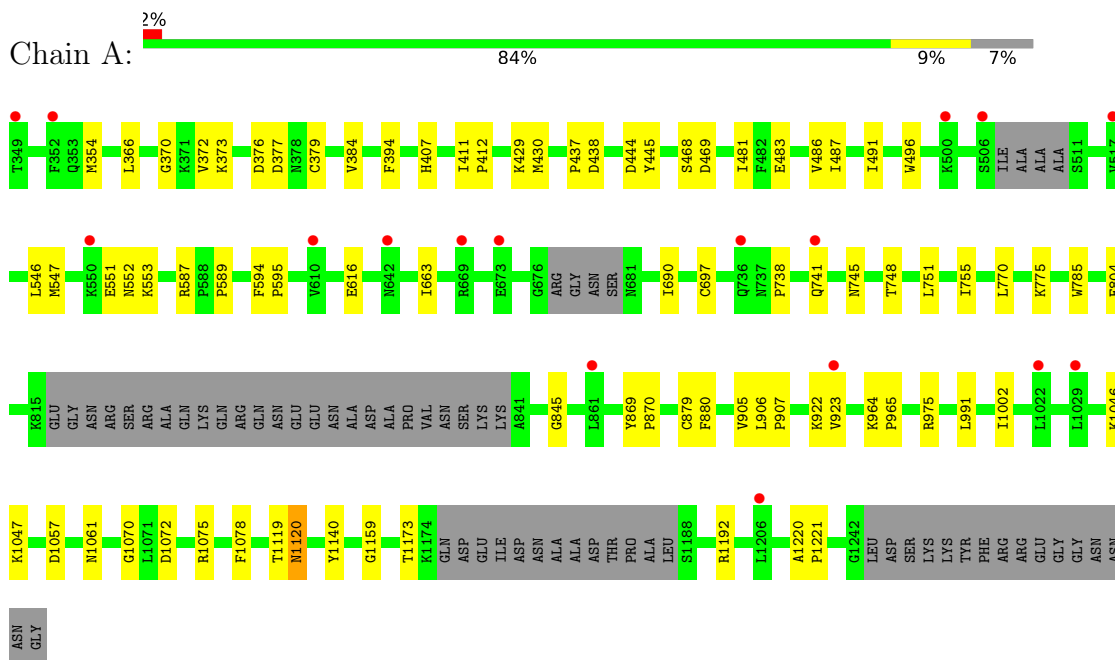 2%
Chain A:
84% 9% 7%
T349 F352 Q353 M354 L366 G370 K371 V372 K373 D376 D377 N378 C379 V384 F394 H407 I411 P412 K429 M430 P437 D438 D444 Y445 S468 D469 I481 F482 E483 V486 I487 I491 W496 K500 S506 ILE ALA ALA ALA S511 V517
L546 M547 K550 E551 N552 K553 R587 P588 P589 F594 P595 V610 E616 N642 I663 R669 E673 G676 ARG GLY ASN SER N681 I690 C697 Q736 N737 P738 Q741 N745 T748 L751 I755 L770 K775 W785 E804
K815 GLU GLY ASN ARG SER ARG ALA GLN LYS GLN ARG GLN ASN GLU GLU ASN ALA ASP ALA PRO VAL ASN SER LYS LYS A841 G845 L861 Y869 P870 C879 F880 V905 L906 P907 K922 V923 K964 P965 R975 L991 I1002 L1022 L1029 K1046
K1047 D1057 N1061 G1070 L1071 D1072 R1075 F1078 T1119 N1120 Y1140 G1159 T1173 K1174 GLN ASP GLU ILE ASP ASN ALA ALA ASP THR PRO ALA LEU S1188 R1192 L1206 A1220 P1221 G1242 LEU ASP SER LYS LYS TYR PHE ARG ARG GLU GLY GLY ASN ASN
ASN GLY